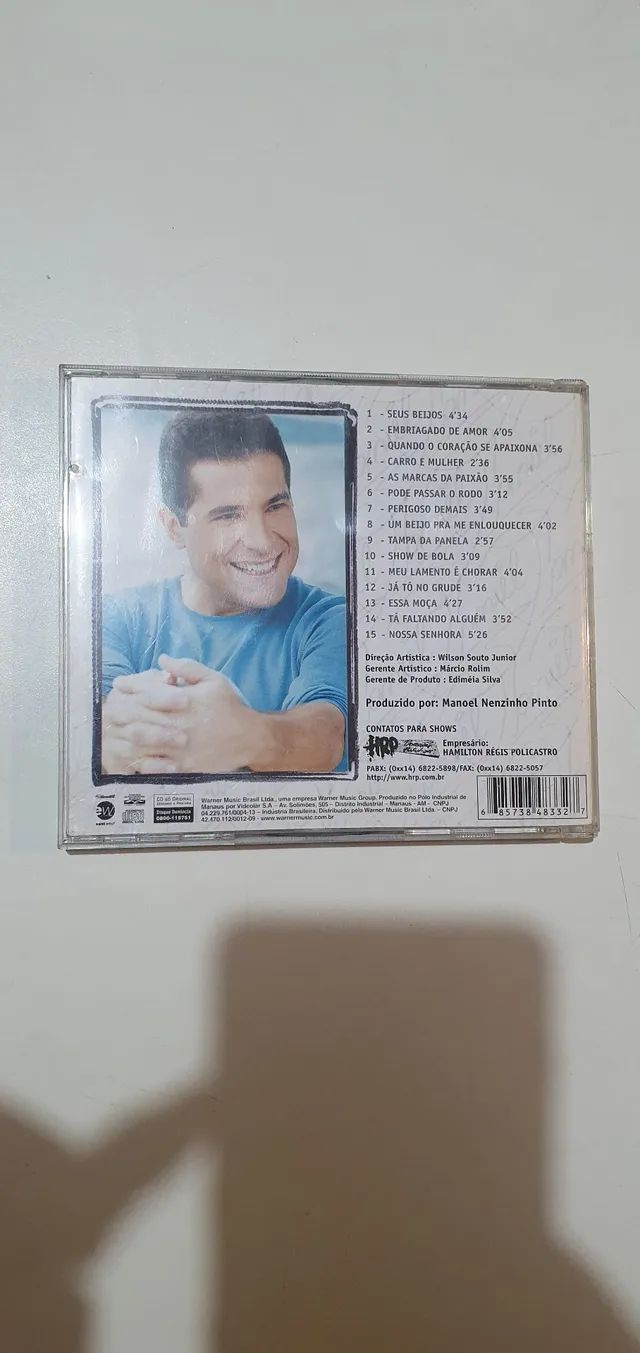 1 - SEUS BEIJOS 4'34
2 - EMBRIAGADO DE AMOR 4'05
3 - QUANDO O CORAÇÃO SE APAIXONA 3'56
4 - CARRO E MULHER 2'36
5 - AS MARCAS DA PAIXÃO 3'55
6 - PODE PASSAR O RODO 3'12
7 - PERIGOSO DEMAIS 3'49
8 - UM BEIJO PRA ME ENLOUQUECER 4'02
9 - TAMPA DA PANELA 2'57
10 - SHOW DE BOLA 3'09
11 - MEU LAMENTO É CHORAR 4'04
12 - JÁ TÔ NO GRUDE 3'16
13 - ESSA MOÇA 4'27
14 - TÁ FALTANDO ALGUÉM 3'52
15 - NOSSA SENHORA 5'26
Direção Artística : Wilson Souto Junior
Gerente Artístico : Márcio Rolim
Gerente de Produto : Ediméia Silva
Produzido por: Manoel Nenzinho Pinto
CONTATOS PARA SHOWS
HRP
Empresário:
HAMILTON RÉGIS POLICASTRO
PABX: (0xx14) 6822-5898/FAX: (0xx14) 6822-5057
http://www.hrp.com.br
CD SÓ ORIGINAL
Disque Denúncia
0800-119751
Warner Music Brasil Ltda., uma empresa Warner Music Group. Produzido no Pólo Industrial de
Manaus por Videolar S.A – Av. Solimões, 505 – Distrito Industrial – Manaus - AM – CNPJ
04.229.761/0004-13 – Indústria Brasileira. Distribuído pela Warner Music Brasil Ltda. – CNPJ
42.470.112/0012-09 - www.warnermusic.com.br
6 85738 48332 7